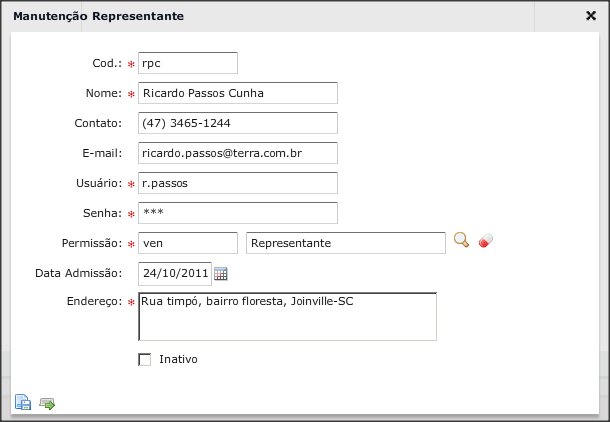 Manutenção Representante
Cod.: * rpc
Nome: * Ricardo Passos Cunha
Contato: (47) 3465-1244
E-mail: ricardo.passos@terra.com.br
Usuário: * r.passos
Senha: * ***
Permissão: * ven Representante
Data Admissão: 24/10/2011
Endereço: * Rua timpó, bairro floresta, Joinville-SC
Inativo